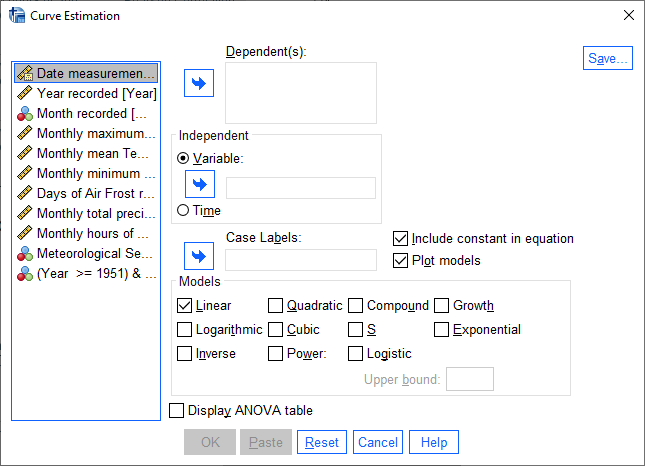 Curve Estimation
Dependent(s):
Save...
Date measuremen...
Year recorded [Year]
Month recorded [...
Monthly maximum...
Monthly mean Te...
Monthly minimum ...
Days of Air Frost r...
Monthly total preci...
Monthly hours of ...
Meteorological Se...
(Year >= 1951) & ...
Independent
Variable:
Time
Case Labels:
Include constant in equation
Plot models
Models
Linear Quadratic Compound Growth
Logarithmic Cubic S Exponential
Inverse Power: Logistic
Upper bound:
Display ANOVA table
OK Paste Reset Cancel Help